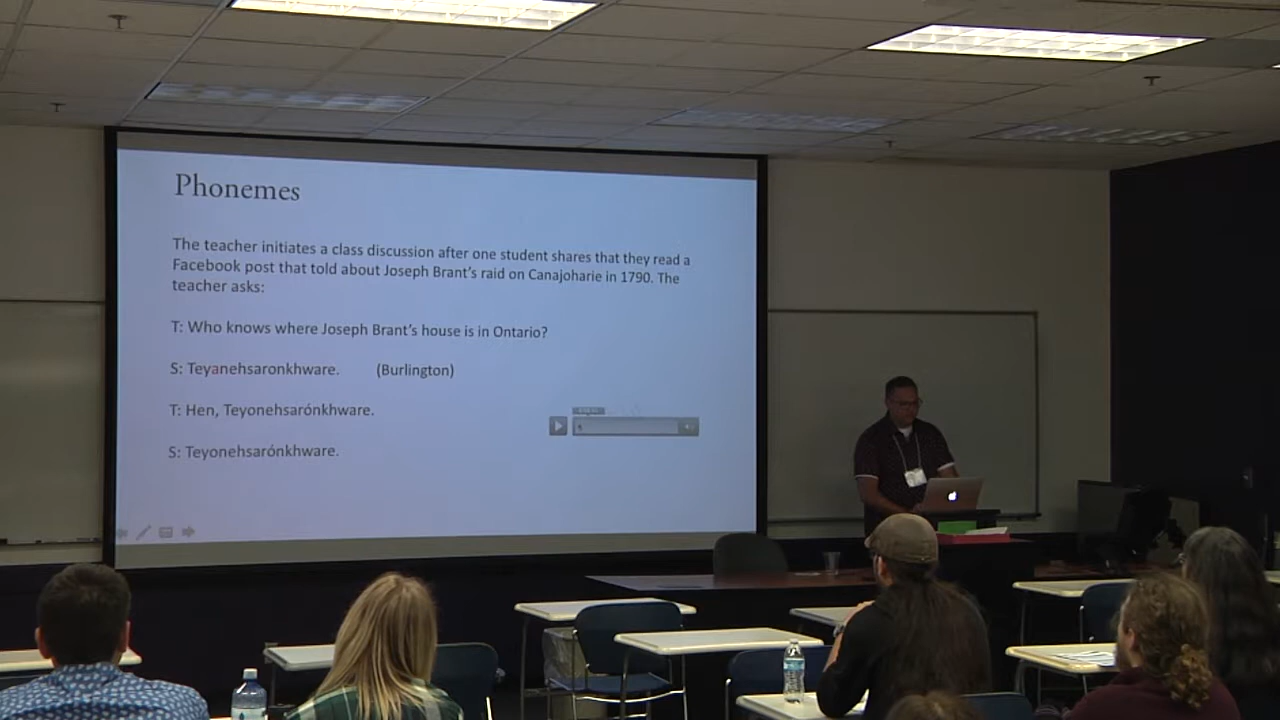 Phonemes
The teacher initiates a class discussion after one student shares that they read a
Facebook post that told about Joseph Brant's raid on Canajoharie in 1790. The
teacher asks:
T: Who knows where Joseph Brant's house is in Ontario?
S: Teyanehsaronkhware. (Burlington)
T: Hen, Teyonehsarónkhware.
S: Teyonehsarónkhware.